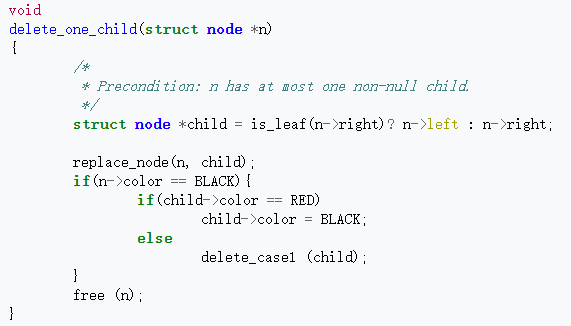 void
delete_one_child(struct node *n)
{
        /*
         * Precondition: n has at most one non-null child.
         */
        struct node *child = is_leaf(n->right)? n->left : n->right;

        replace_node(n, child);
        if(n->color == BLACK){
                if(child->color == RED)
                        child->color = BLACK;
                else
                        delete_case1 (child);
        }
        free (n);
}